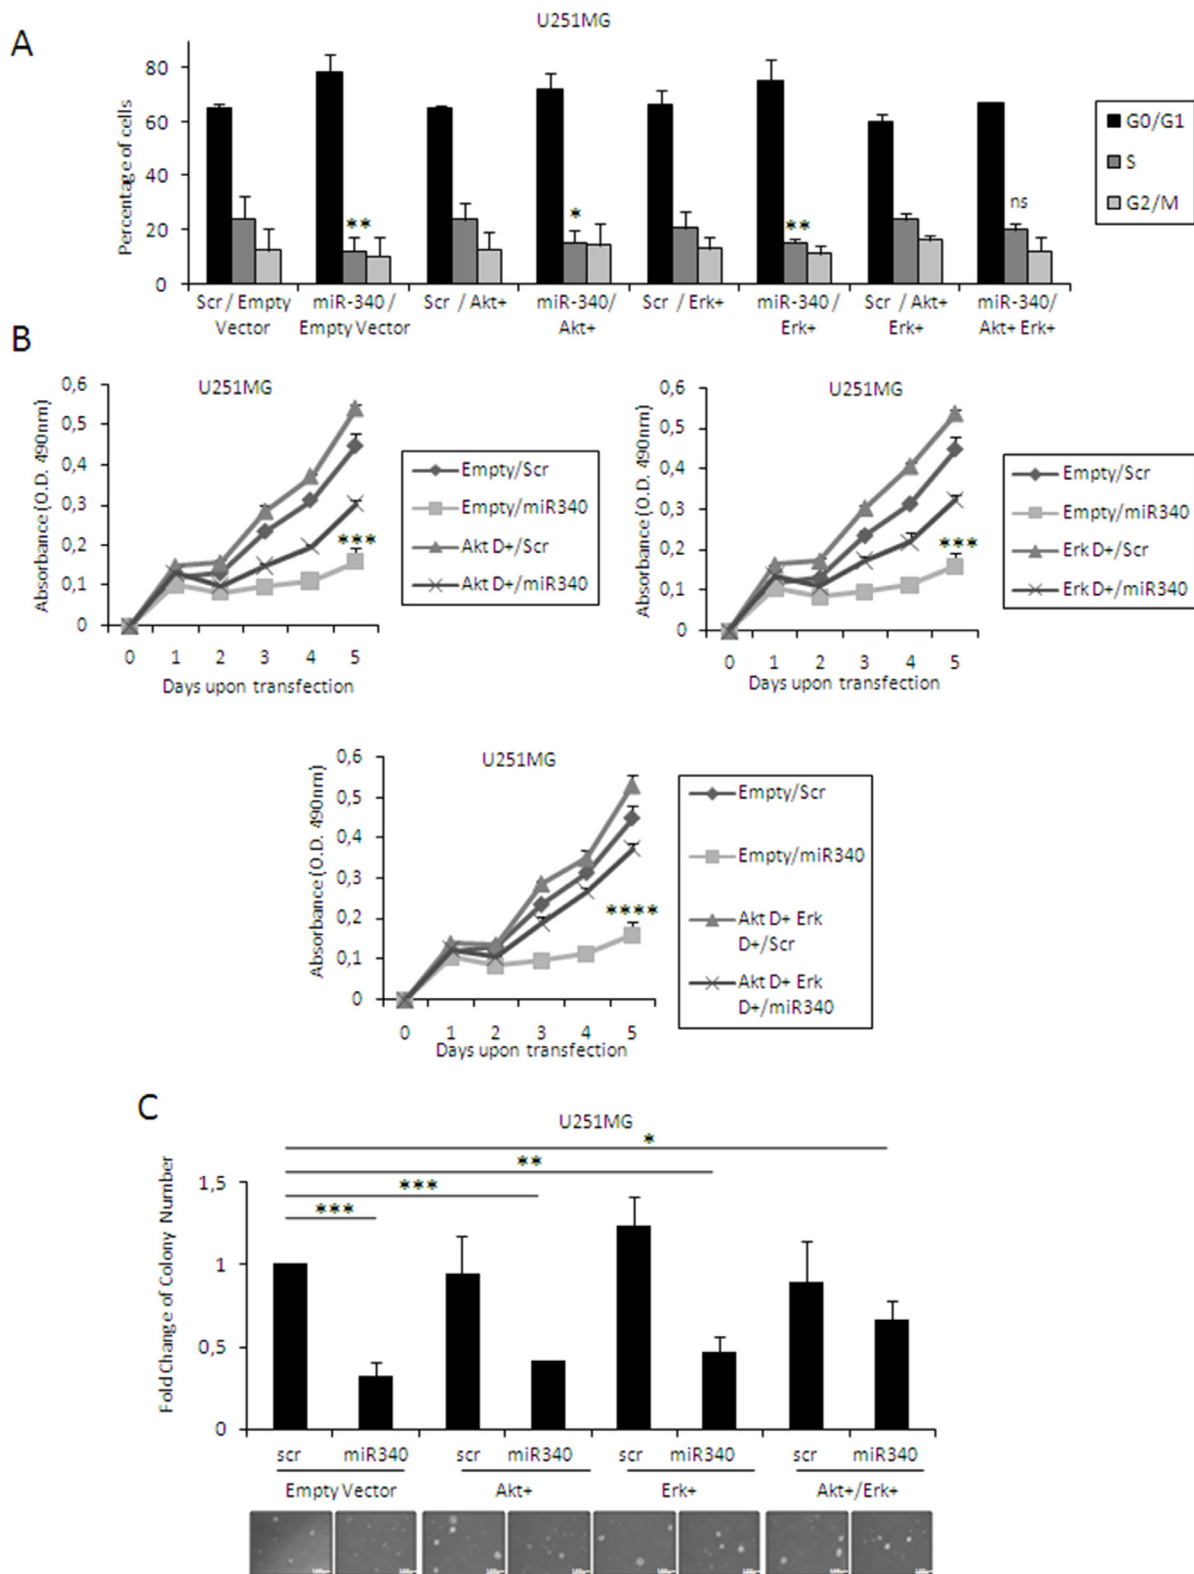 A
U251MG
Percentage of cells
80
60
40
20
0
** * ** ns
G0/G1
S
G2/M
Scr / Empty Vector
miR-340 / Empty Vector
Scr / Akt+
miR-340/ Akt+
Scr / Erk+
miR-340/ Erk+
Scr / Akt+ Erk+
miR-340/ Akt+ Erk+
B
U251MG
Absorbance (O.D. 490nm)
0,6
0,5
0,4
0,3
0,2
0,1
0
***
0 1 2 3 4 5
Days upon transfection
Empty/Scr
Empty/miR340
Akt D+/Scr
Akt D+/miR340
U251MG
Absorbance (O.D. 490nm)
0,6
0,5
0,4
0,3
0,2
0,1
0
***
0 1 2 3 4 5
Days upon transfection
Empty/Scr
Empty/miR340
Erk D+/Scr
Erk D+/miR340
U251MG
Absorbance (O.D. 490nm)
0,6
0,5
0,4
0,3
0,2
0,1
0
****
0 1 2 3 4 5
Days upon transfection
Empty/Scr
Empty/miR340
Akt D+ Erk
D+/Scr
Akt D+ Erk
D+/miR340
C
U251MG
*
**
***
***
Fold Change of Colony Number
1,5
1
0,5
0
scr miR340 scr miR340 scr miR340 scr miR340
Empty Vector Akt+ Erk+ Akt+/Erk+